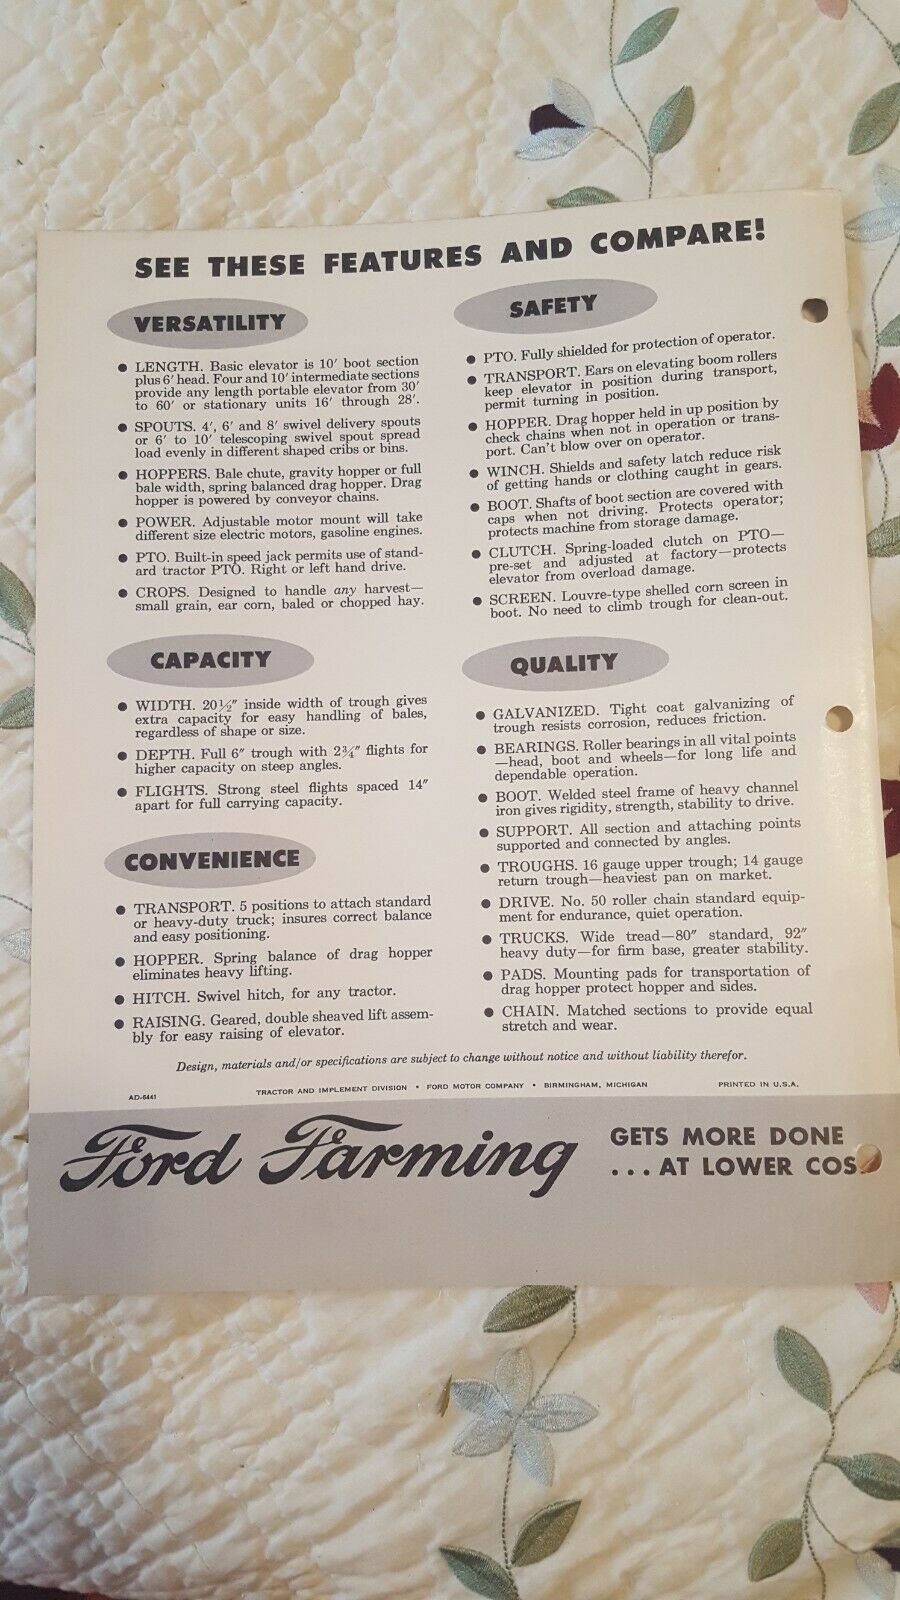 SEE THESE FEATURES AND COMPARE!
VERSATILITY
● LENGTH. Basic elevator is 10′ boot section
plus 6′ head. Four and 10′ intermediate sections
provide any length portable elevator from 30′
to 60′ or stationary units 16′ through 28′.
● SPOUTS. 4′, 6′ and 8′ swivel delivery spouts
or 6′ to 10′ telescoping swivel spout spread
load evenly in different shaped cribs or bins.
● HOPPERS. Bale chute, gravity hopper or full
bale width, spring balanced drag hopper. Drag
hopper is powered by conveyor chains.
● POWER. Adjustable motor mount will take
different size electric motors, gasoline engines.
● PTO. Built-in speed jack permits use of stand-
ard tractor PTO. Right or left hand drive.
● CROPS. Designed to handle any harvest—
small grain, ear corn, baled or chopped hay.
CAPACITY
● WIDTH. 20½″ inside width of trough gives
extra capacity for easy handling of bales,
regardless of shape or size.
● DEPTH. Full 6″ trough with 2¾″ flights for
higher capacity on steep angles.
● FLIGHTS. Strong steel flights spaced 14″
apart for full carrying capacity.
CONVENIENCE
● TRANSPORT. 5 positions to attach standard
or heavy-duty truck; insures correct balance
and easy positioning.
● HOPPER. Spring balance of drag hopper
eliminates heavy lifting.
● HITCH. Swivel hitch, for any tractor.
● RAISING. Geared, double sheaved lift assem-
bly for easy raising of elevator.
SAFETY
● PTO. Fully shielded for protection of operator.
● TRANSPORT. Ears on elevating boom rollers
keep elevator in position during transport,
permit turning in position.
● HOPPER. Drag hopper held in up position by
check chains when not in operation or trans-
port. Can't blow over on operator.
● WINCH. Shields and safety latch reduce risk
of getting hands or clothing caught in gears.
● BOOT. Shafts of boot section are covered with
caps when not driving. Protects operator;
protects machine from storage damage.
● CLUTCH. Spring-loaded clutch on PTO—
pre-set and adjusted at factory—protects
elevator from overload damage.
● SCREEN. Louvre-type shelled corn screen in
boot. No need to climb trough for clean-out.
QUALITY
● GALVANIZED. Tight coat galvanizing of
trough resists corrosion, reduces friction.
● BEARINGS. Roller bearings in all vital points
—head, boot and wheels—for long life and
dependable operation.
● BOOT. Welded steel frame of heavy channel
iron gives rigidity, strength, stability to drive.
● SUPPORT. All section and attaching points
supported and connected by angles.
● TROUGHS. 16 gauge upper trough; 14 gauge
return trough—heaviest pan on market.
● DRIVE. No. 50 roller chain standard equip-
ment for endurance, quiet operation.
● TRUCKS. Wide tread—80″ standard, 92″
heavy duty—for firm base, greater stability.
● PADS. Mounting pads for transportation of
drag hopper protect hopper and sides.
● CHAIN. Matched sections to provide equal
stretch and wear.
Design, materials and/or specifications are subject to change without notice and without liability therefor.
AD-6441 TRACTOR AND IMPLEMENT DIVISION • FORD MOTOR COMPANY • BIRMINGHAM, MICHIGAN PRINTED IN U.S.A.
Ford Farming
GETS MORE DONE
...AT LOWER COS